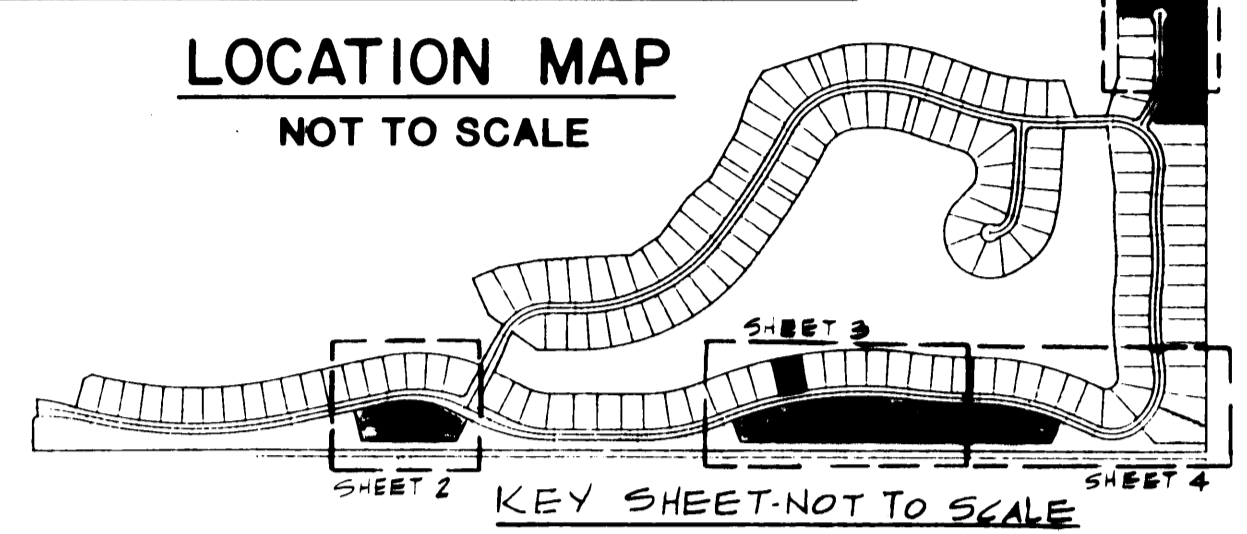 LOCATION MAP
NOT TO SCALE
SHEET 3
SHEET 2
SHEET 4
KEY SHEET-NOT TO SCALE